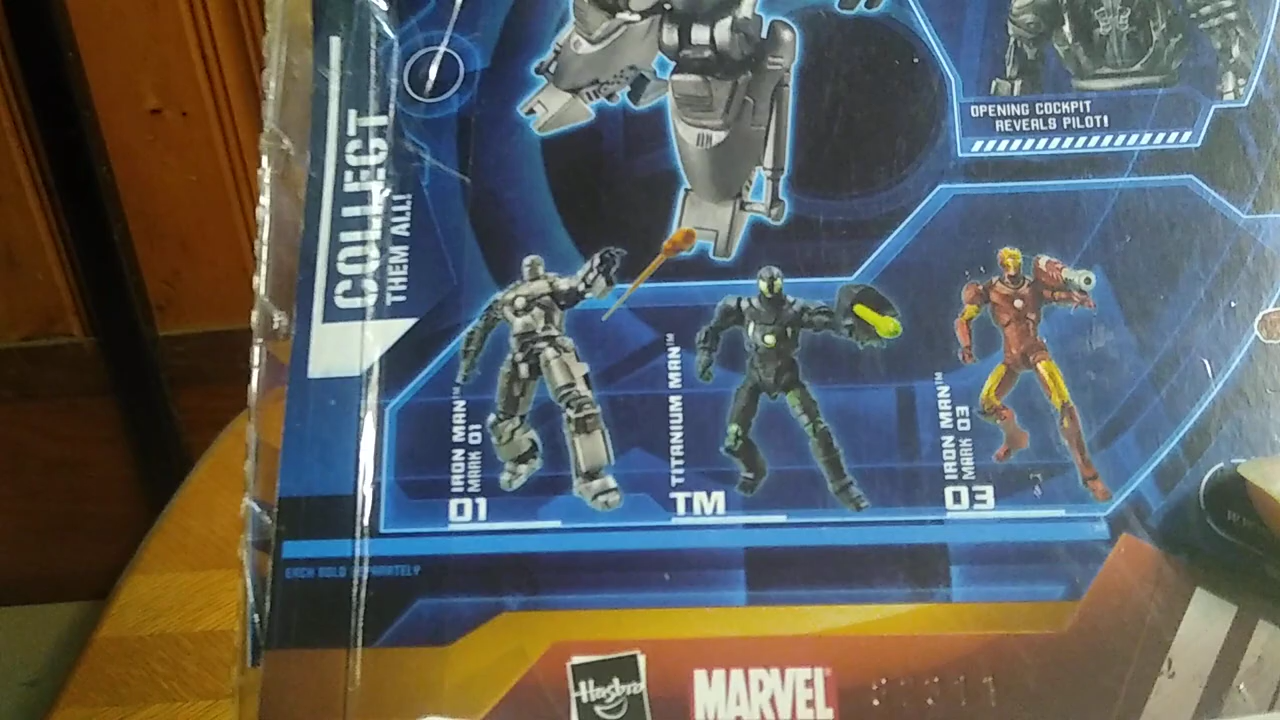 OPENING COCKPIT
REVEALS PILOT!
COLLECT
THEM ALL!
IRON MAN™
MARK 01
01
TITANIUM MAN™
TM
IRON MAN™
MARK 03
03
EACH SOLD SEPARATELY
Hasbro
MARVEL